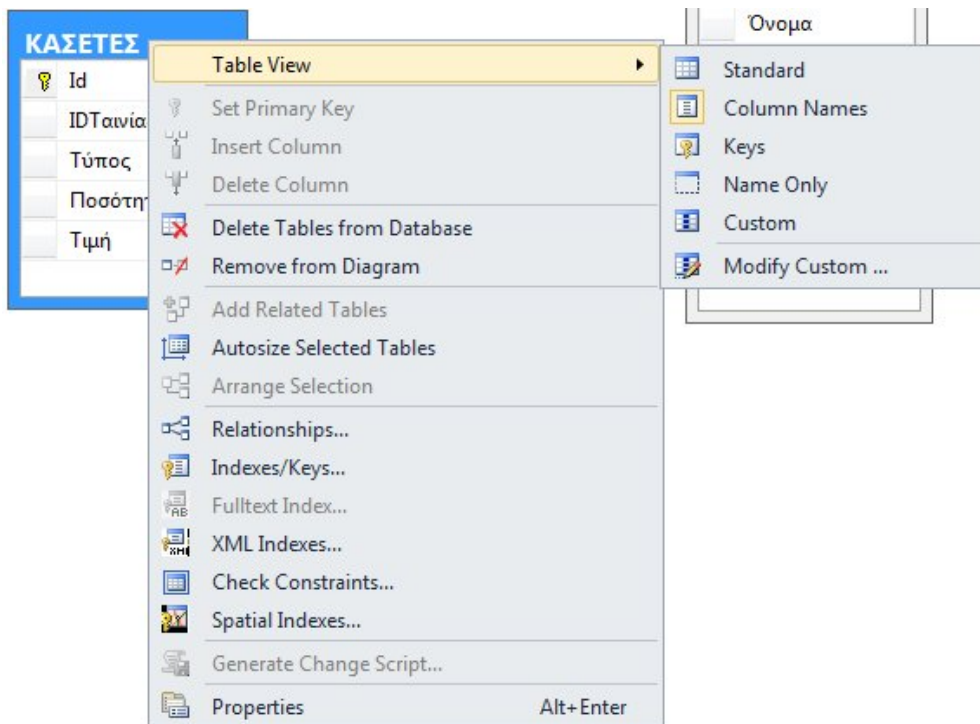 ΚΑΣΕΤΕΣ
Id
IDΤαινία
Τύπος
Τιμή
Table View
Set Primary Key
Insert Column
Delete Column
Delete Tables from Database
Remove from Diagram
Add Related Tables
Autosize Selected Tables
Arrange Selection
Relationships...
Indexes/Keys...
Fulltext Index...
XML Indexes...
Check Constraints...
Spatial Indexes...
Generate Change Script...
Properties Alt+Enter
Όνομα
Standard
Column Names
Keys
Name Only
Custom
Modify Custom ...